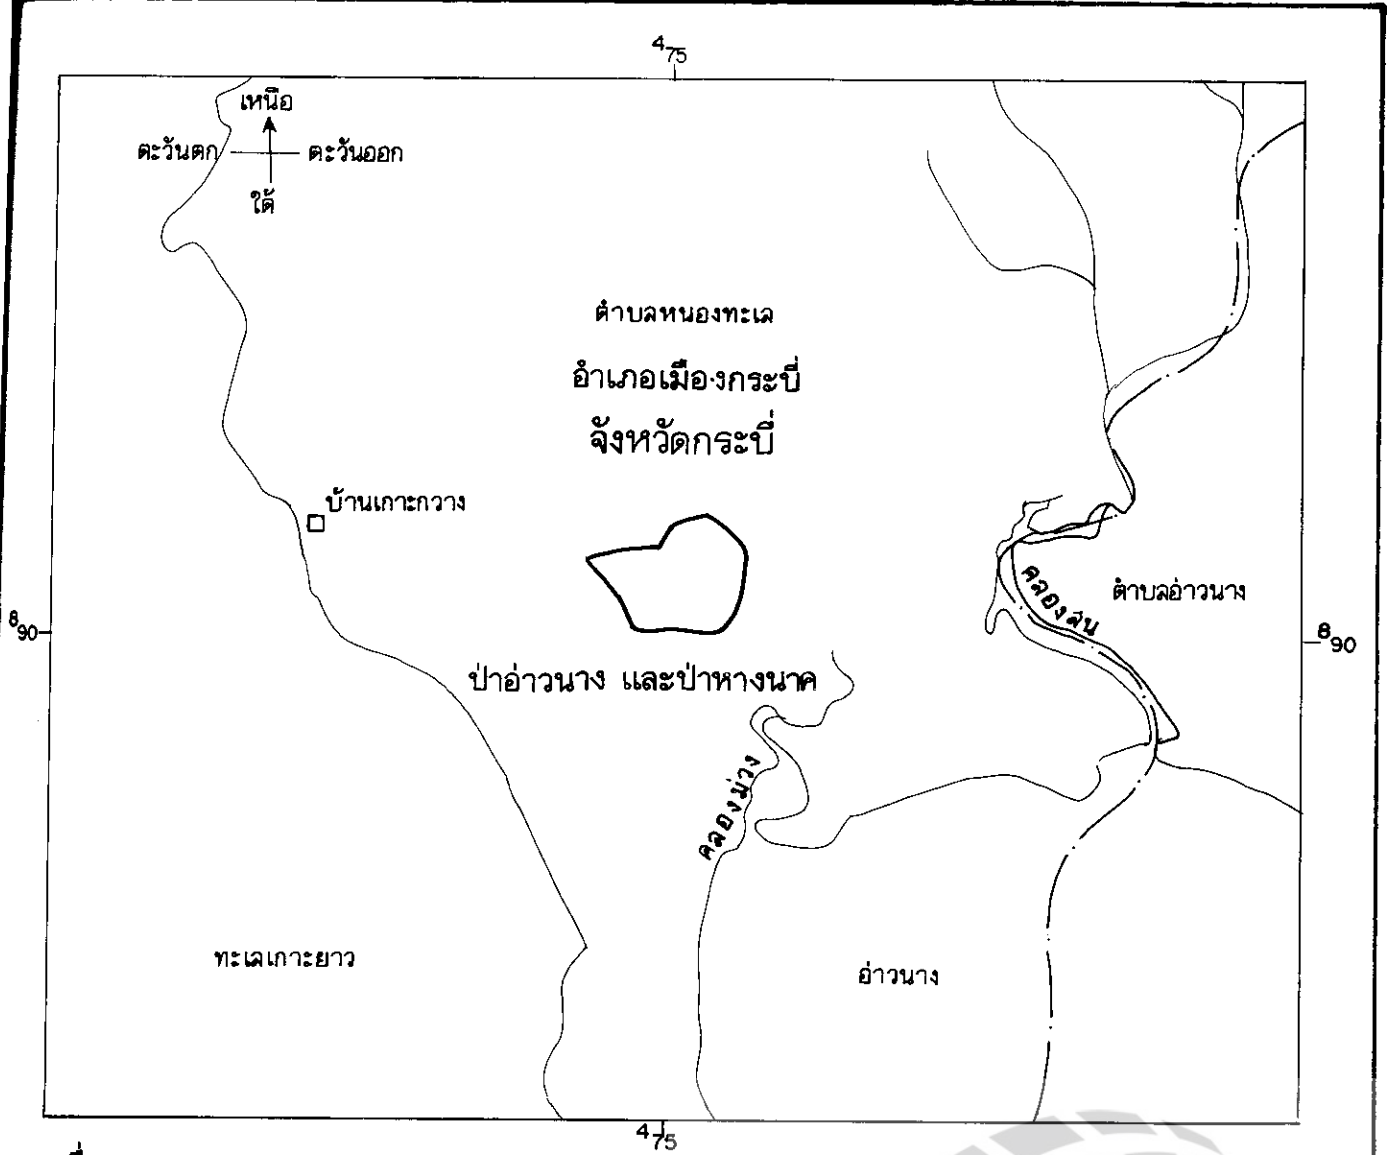 475
เหนือ
ตะวันตก ตะวันออก
ใต้
ตำบลหนองทะเล
อำเภอเมืองกระบี่
จังหวัดกระบี่
บ้านเกาะกวาง
คลองสน
ตำบลอ่าวนาง
890 890
ป่าอ่าวนาง และป่าหางนาค
คลองม่วง
ทะเลเกาะยาว
อ่าวนาง
475